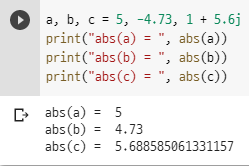 a, b, c = 5, -4.73, 1 + 5.6j
print("abs(a) = ", abs(a))
print("abs(b) = ", abs(b))
print("abs(c) = ", abs(c))
abs(a) =  5
abs(b) =  4.73
abs(c) =  5.688585061331157